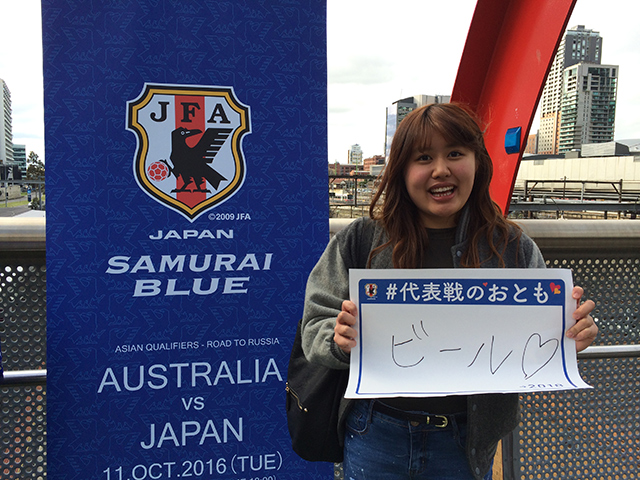 JFA
©2009 JFA
JAPAN
SAMURAI
BLUE
ASIAN QUALIFIERS - ROAD TO RUSSIA
AUSTRALIA
VS
JAPAN
11.OCT.2016 (TUE)
#代表戦のおとも
ビール♡